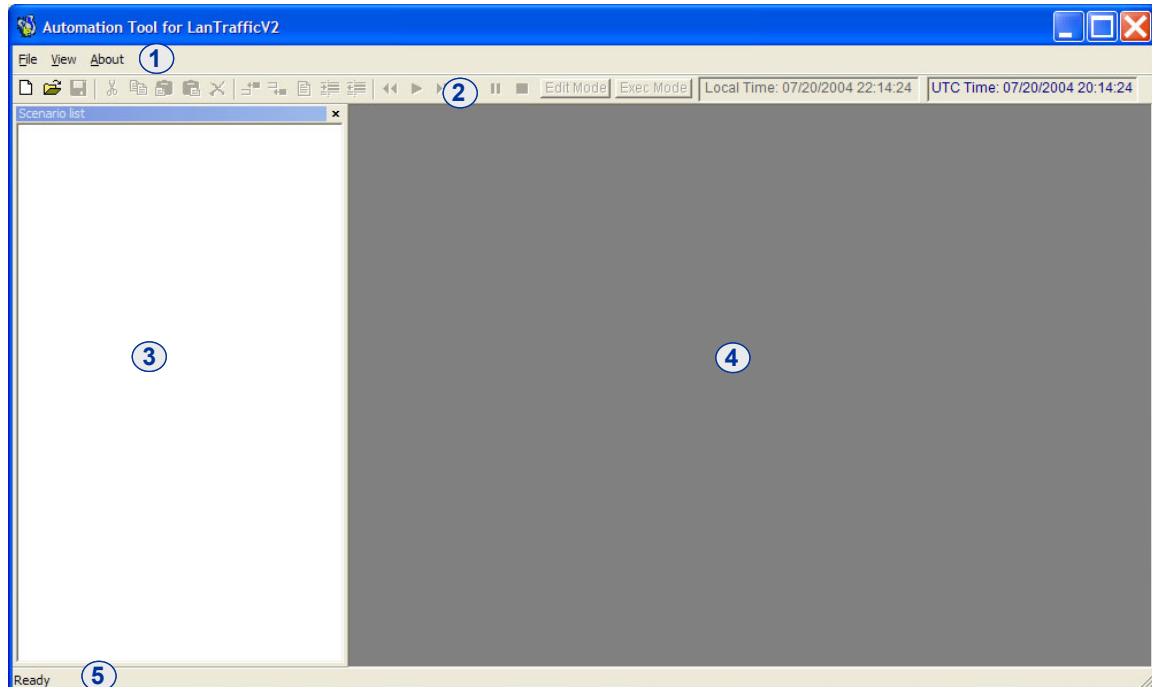 Automation Tool for LanTrafficV2
File View About 1
2 Edit Mode Exec Mode Local Time: 07/20/2004 22:14:24 UTC Time: 07/20/2004 20:14:24
Scenario list
3
4
Ready 5